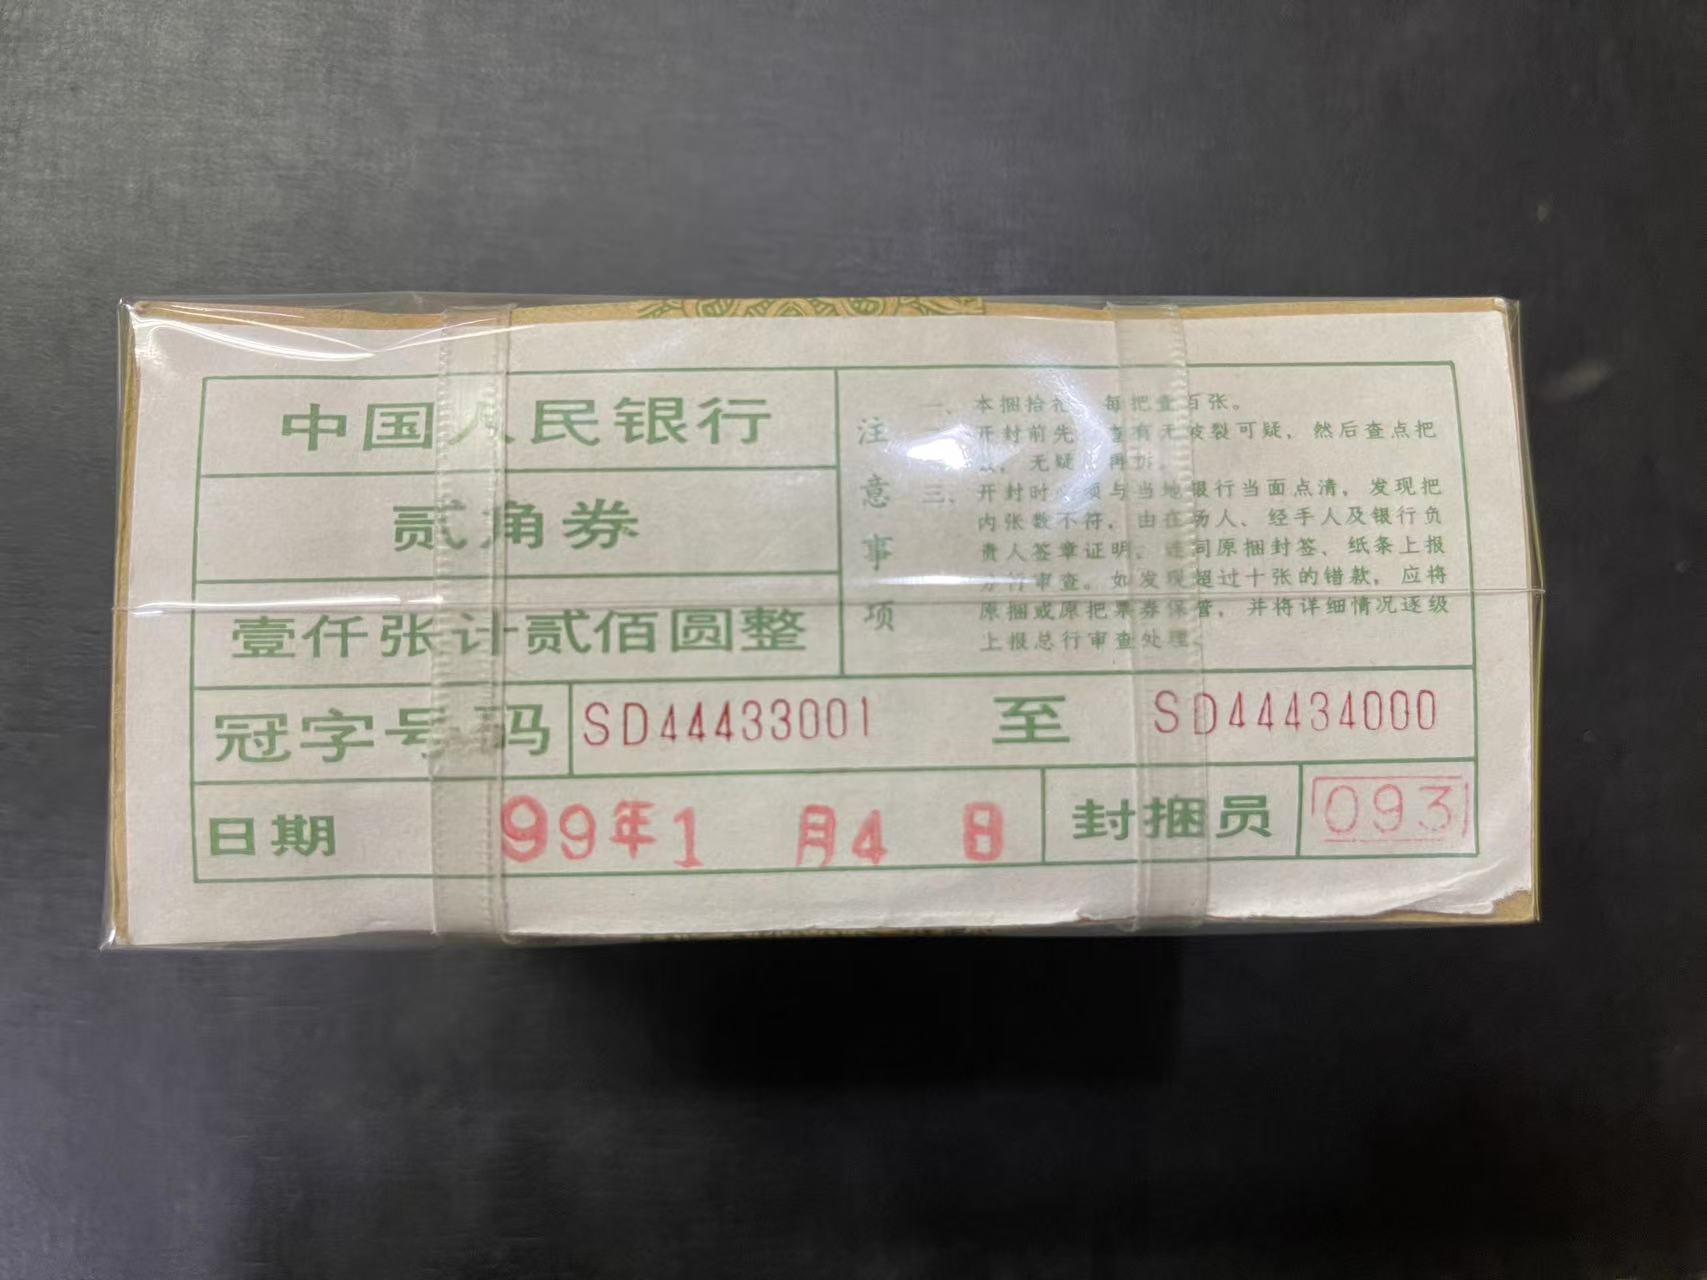 中国人民银行
贰角券
壹仟张计贰佰圆整
注意事项
一、本捆拾把 每把壹百张。
开封前先 查有无破裂可疑，然后查点把
无疑 再拆。
三、开封时必须与当地银行当面点清，发现把
内张数不符，由在场人、经手人及银行负
责人签章证明，连同原捆封签、纸条上报
分行审查。如发现超过十张的错款，应将
原捆或原把票券保管，并将详细情况逐级
上报总行审查处理。
冠字号码 SD44433001 至 SD44434000
日期 99年1月4日 封捆员 093